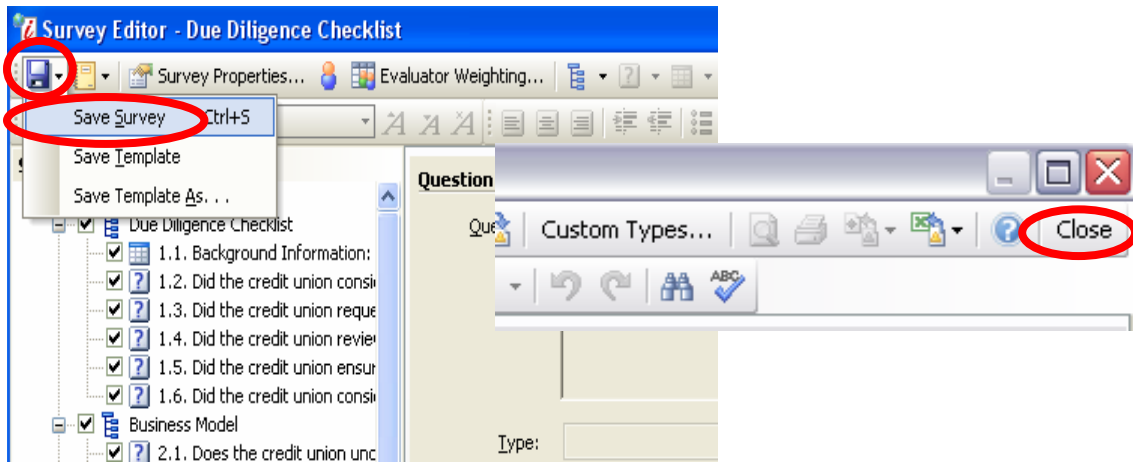 Survey Editor - Due Diligence Checklist
Survey Properties... Evaluator Weighting...
Save Survey Ctrl+S
Save Template
Save Template As. . .
Due Diligence Checklist
1.1. Background Information:
1.2. Did the credit union consi
1.3. Did the credit union reque
1.4. Did the credit union revie
1.5. Did the credit union ensur
1.6. Did the credit union consi
Business Model
2.1. Does the credit union unc
Question
Que
Type:
Custom Types... Close
ABC